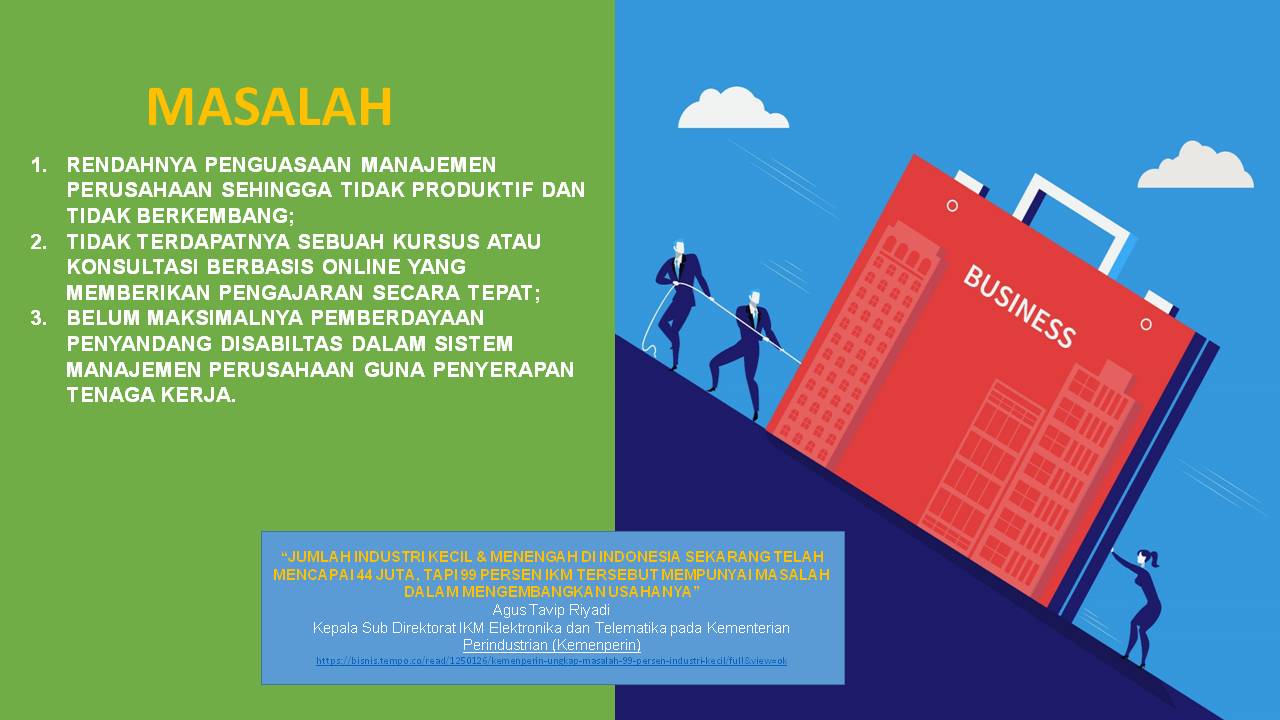 MASALAH
1. RENDAHNYA PENGUASAAN MANAJEMEN
PERUSAHAAN SEHINGGA TIDAK PRODUKTIF DAN
TIDAK BERKEMBANG;
2. TIDAK TERDAPATNYA SEBUAH KURSUS ATAU
KONSULTASI BERBASIS ONLINE YANG
MEMBERIKAN PENGAJARAN SECARA TEPAT;
3. BELUM MAKSIMALNYA PEMBERDAYAAN
PENYANDANG DISABILTAS DALAM SISTEM
MANAJEMEN PERUSAHAAN GUNA PENYERAPAN
TENAGA KERJA.
BUSINESS
“JUMLAH INDUSTRI KECIL & MENENGAH DI INDONESIA SEKARANG TELAH
MENCAPAI 44 JUTA, TAPI 99 PERSEN IKM TERSEBUT MEMPUNYAI MASALAH
DALAM MENGEMBANGKAN USAHANYA”
Agus Tavip Riyadi
Kepala Sub Direktorat IKM Elektronika dan Telematika pada Kementerian
Perindustrian (Kemenperin)
https://bisnis.tempo.co/read/1250126/kemenperin-ungkap-masalah-99-persen-industri-kecil/full&view=ok